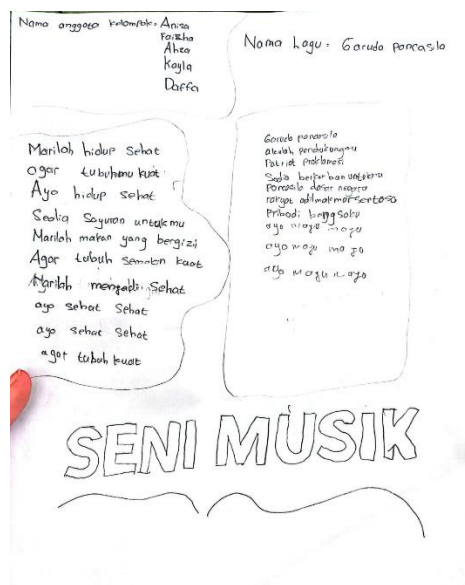 Nama anggota kelompok: Anisa
Faizha
Ahza
Kayla
Daffa
Nama Lagu: Garuda pancasila
Marilah hidup sehat
agar tubuhmu kuat
Ayo hidup sehat
Sedia Sayuran untukmu
Marilah makan yang bergizi
Agar tubuh semakin kuat
Marilah menjadi Sehat
ayo sehat Sehat
ayo sehat Sehat
agar tubuh kuat
Garuda pancasila
akulah pendukungmu
Patriot proklamasi
Sedia berkorban untukmu
Pancasila dasar negara
rakyat adil makmur sentosa
Pribadi bangsaku
ayo maju maju
ayo maju maju
ayo maju maju
SENI MUSIK